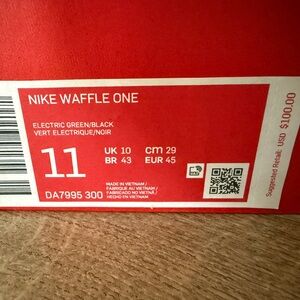 NIKE WAFFLE ONE
ELECTRIC GREEN/BLACK
VERT ELECTRIQUE/NOIR
11
UK 10 cm 29
BR 43 EUR 45
DA7995 300
MADE IN VIETNAM /
FABRIQUE AU VIETNAM /
FABRICADO NO VIETNÃ /
HECHO EN VIETNAM
Suggested Retail: USD $100.00